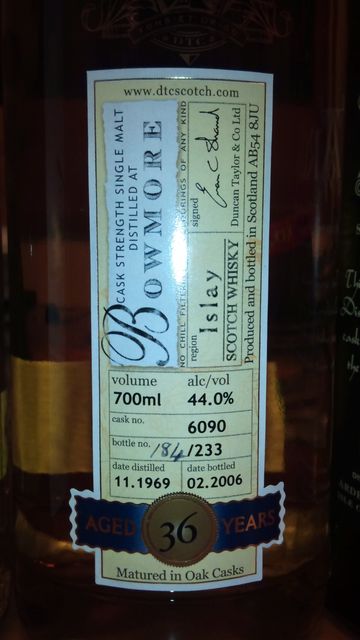 DTC
www.dtcscotch.com
CASK STRENGTH SINGLE MALT
DISTILLED AT
BOWMORE
NO CHILL FILTERING
COLORINGS OF ANY KIND
region
Islay
SCOTCH WHISKY
signed
Duncan Taylor & Co Ltd
Produced and bottled in Scotland AB54 8JU
volume
700ml
alc/vol
44.0%
cask no.
6090
bottle no.
184/233
date distilled
11.1969
date bottled
02.2006
AGED 36 YEARS
Matured in Oak Casks